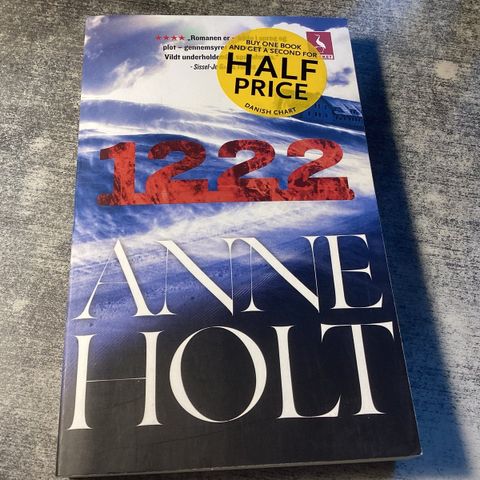 ★★★★ „Romanen er
plot – gennemsyre
Vildt underholdn
- Sissel-Jo
BUY ONE BOOK
AND GET A SECOND FOR
HALF
PRICE
DANISH CHART
1222
ANNE
HOLT